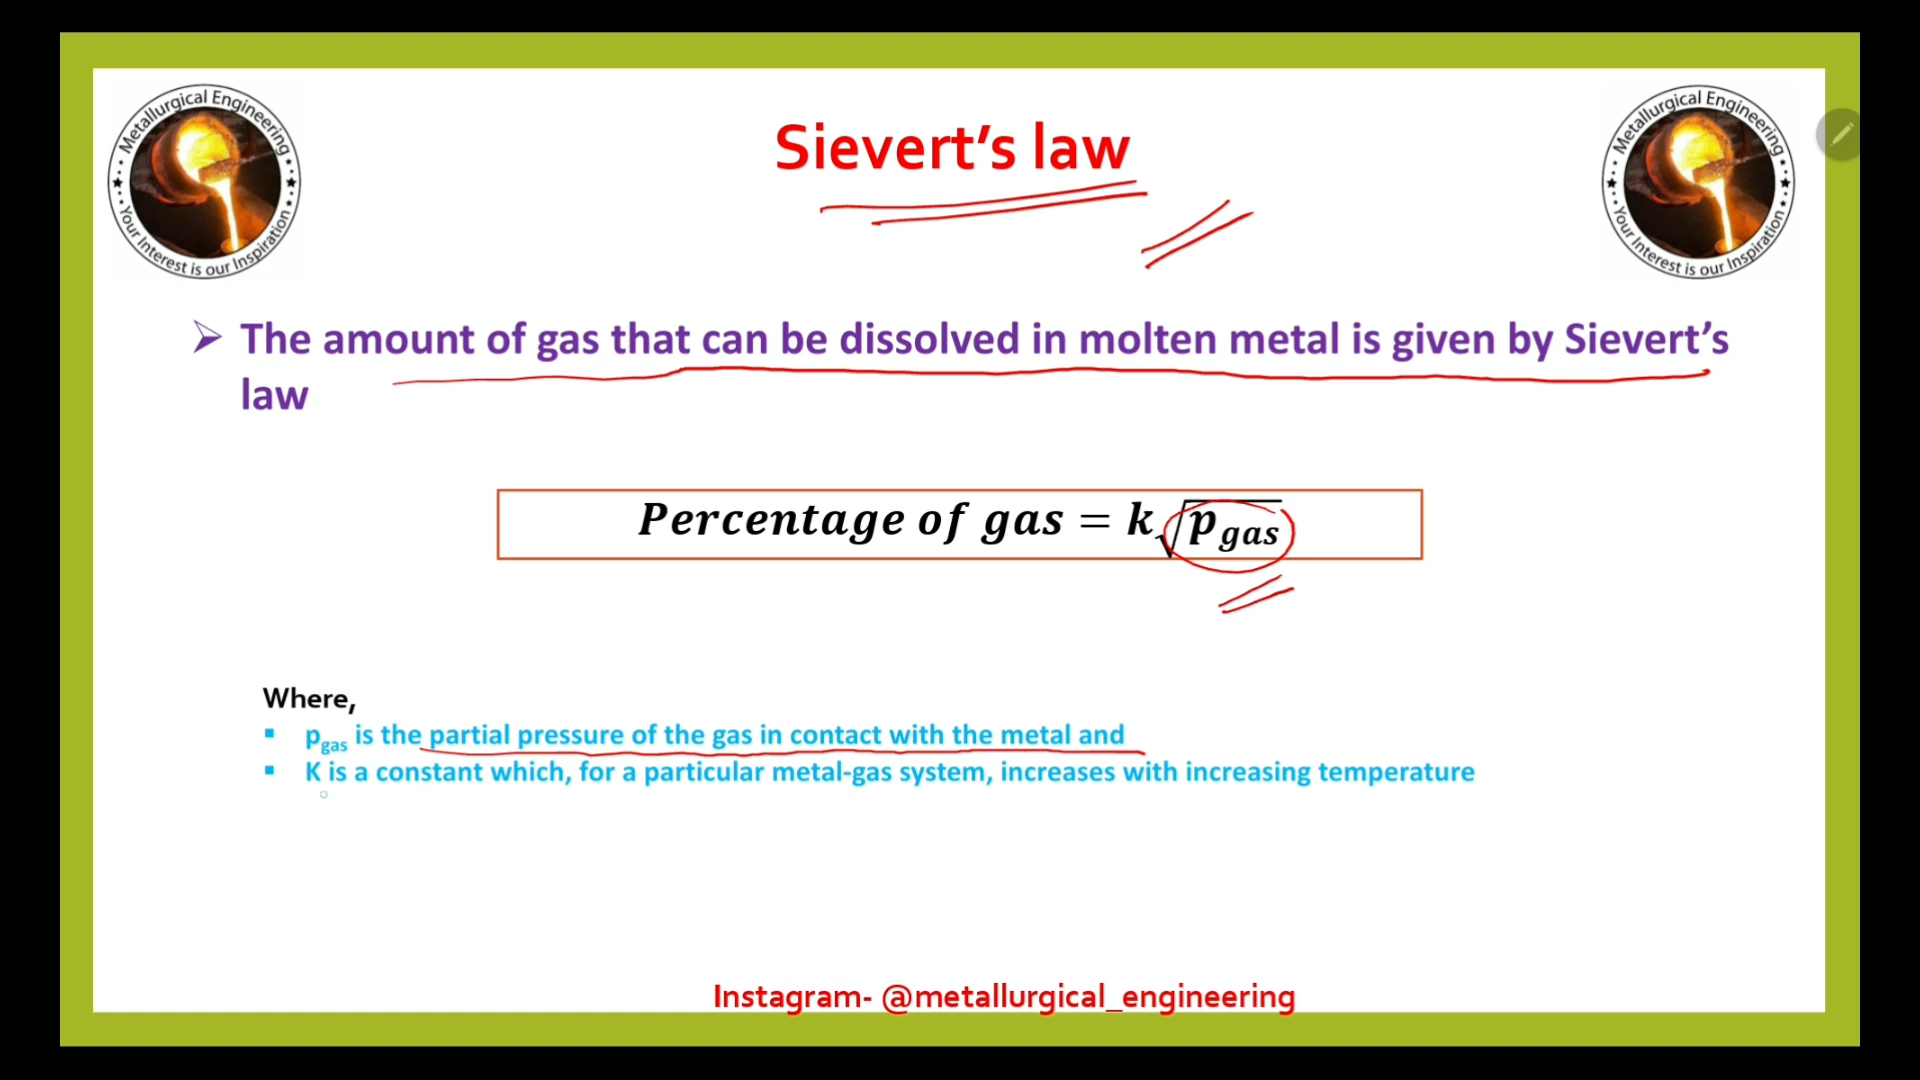 Metallurgical Engineering
Your Interest is our Inspiration
Sievert's law
Metallurgical Engineering
Your Interest is our Inspiration
➢ The amount of gas that can be dissolved in molten metal is given by Sievert's
law
Percentage of gas = k√p_gas
Where,
▪ p_gas is the partial pressure of the gas in contact with the metal and
▪ K is a constant which, for a particular metal-gas system, increases with increasing temperature
Instagram- @metallurgical_engineering